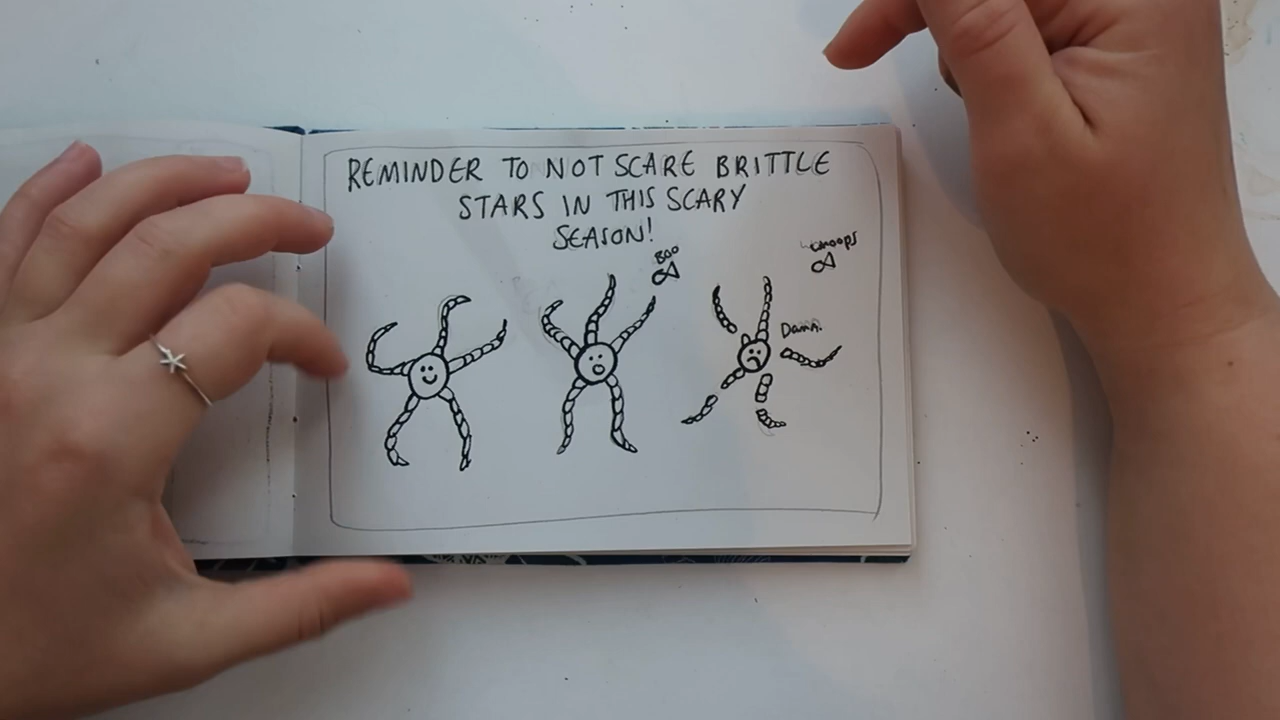 REMINDER TO NOT SCARE BRITTLE
STARS IN THIS SCARY
SEASON!
Boo
whoops
Damn.